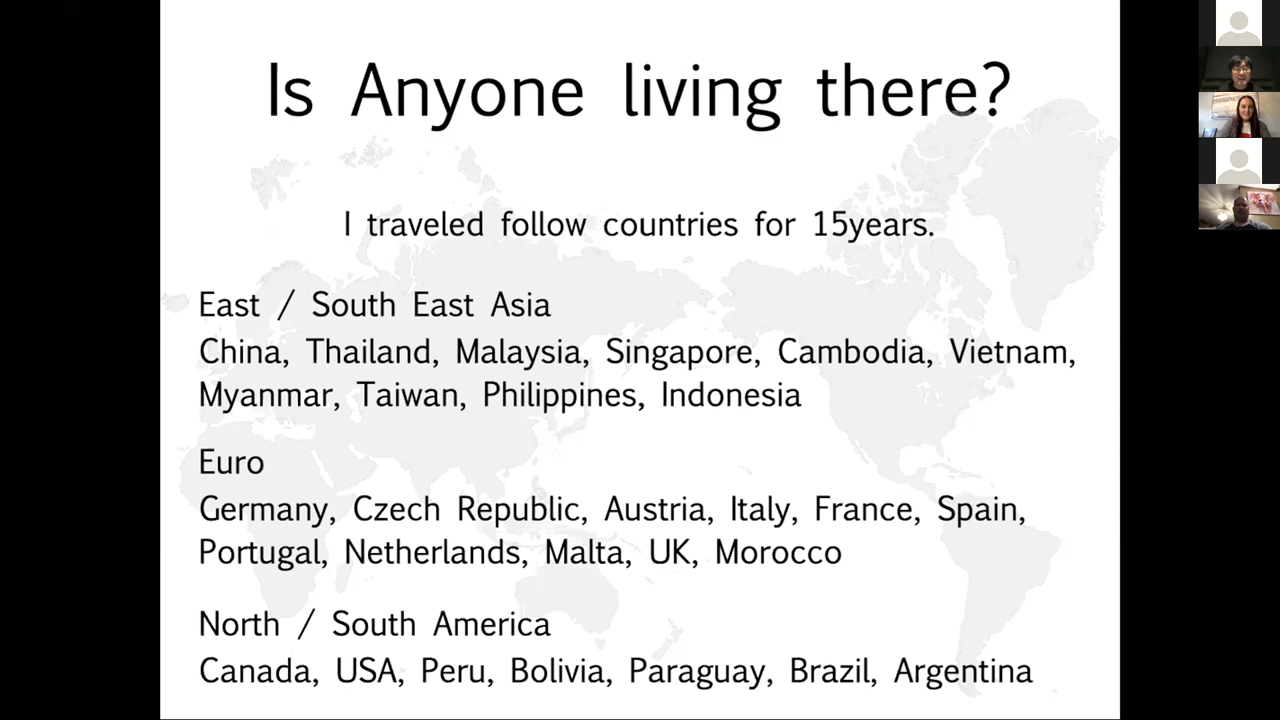 Is Anyone living there?
I traveled follow countries for 15years.
East / South East Asia
China, Thailand, Malaysia, Singapore, Cambodia, Vietnam,
Myanmar, Taiwan, Philippines, Indonesia
Euro
Germany, Czech Republic, Austria, Italy, France, Spain,
Portugal, Netherlands, Malta, UK, Morocco
North / South America
Canada, USA, Peru, Bolivia, Paraguay, Brazil, Argentina